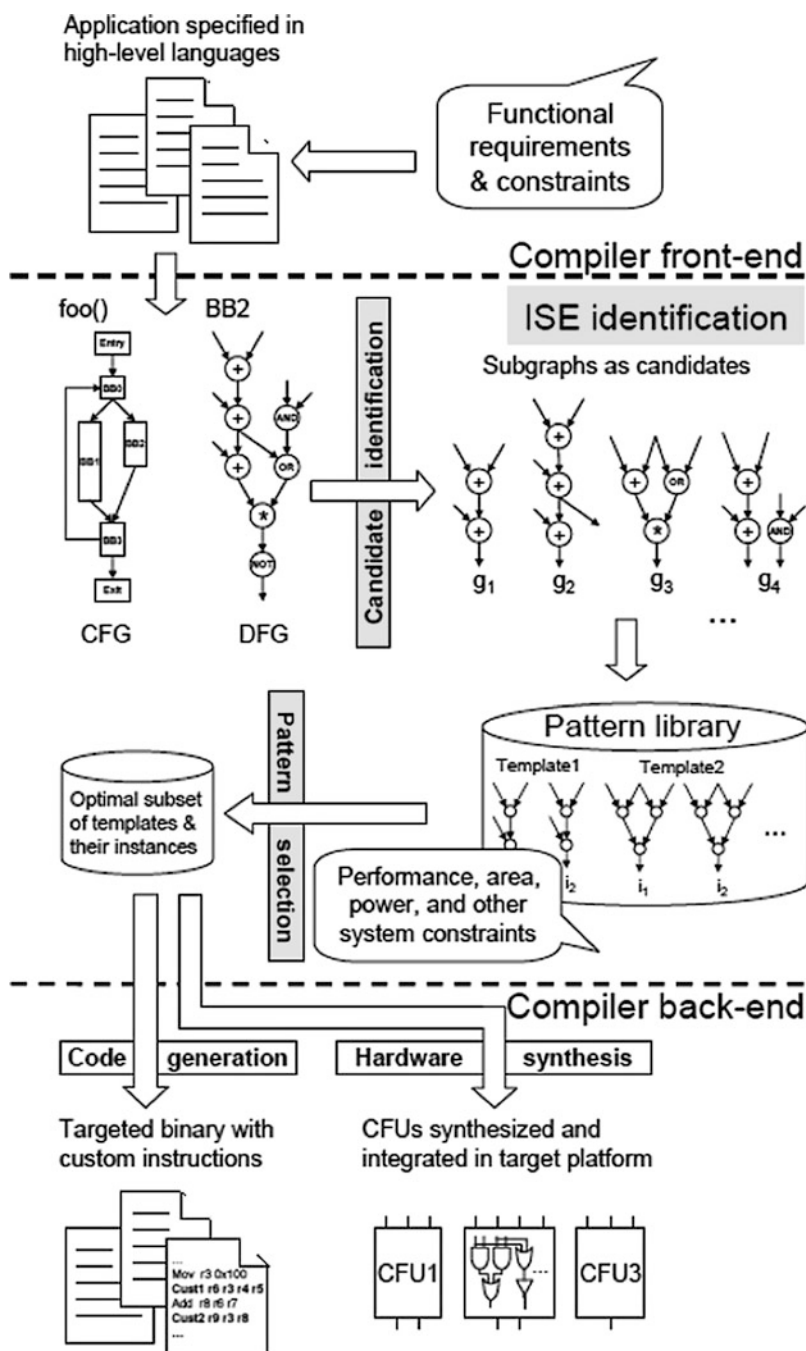 Application specified in
high-level languages
Functional
requirements
& constraints
Compiler front-end
foo()
BB2
ISE identification
Entry
BB0
BB1
BB2
BB3
Exit
CFG
+
+
AND
+
OR
*
NOT
DFG
Candidate identification
Subgraphs as candidates
+
+
g1
+
+
+
g2
+
OR
*
g3
+
+
AND
g4
...
Pattern library
Template1
Template2
...
i2
i1
i2
Pattern selection
Optimal subset
of templates &
their instances
Performance, area,
power, and other
system constraints
Compiler back-end
Code generation
Hardware synthesis
Targeted binary with
custom instructions
CFUs synthesized and
integrated in target platform
...
Mov r3 0x100
Cust1 r6 r3 r4 r5
Add r8 r6 r7
Cust2 r9 r3 r8
...
CFU1
...
CFU3